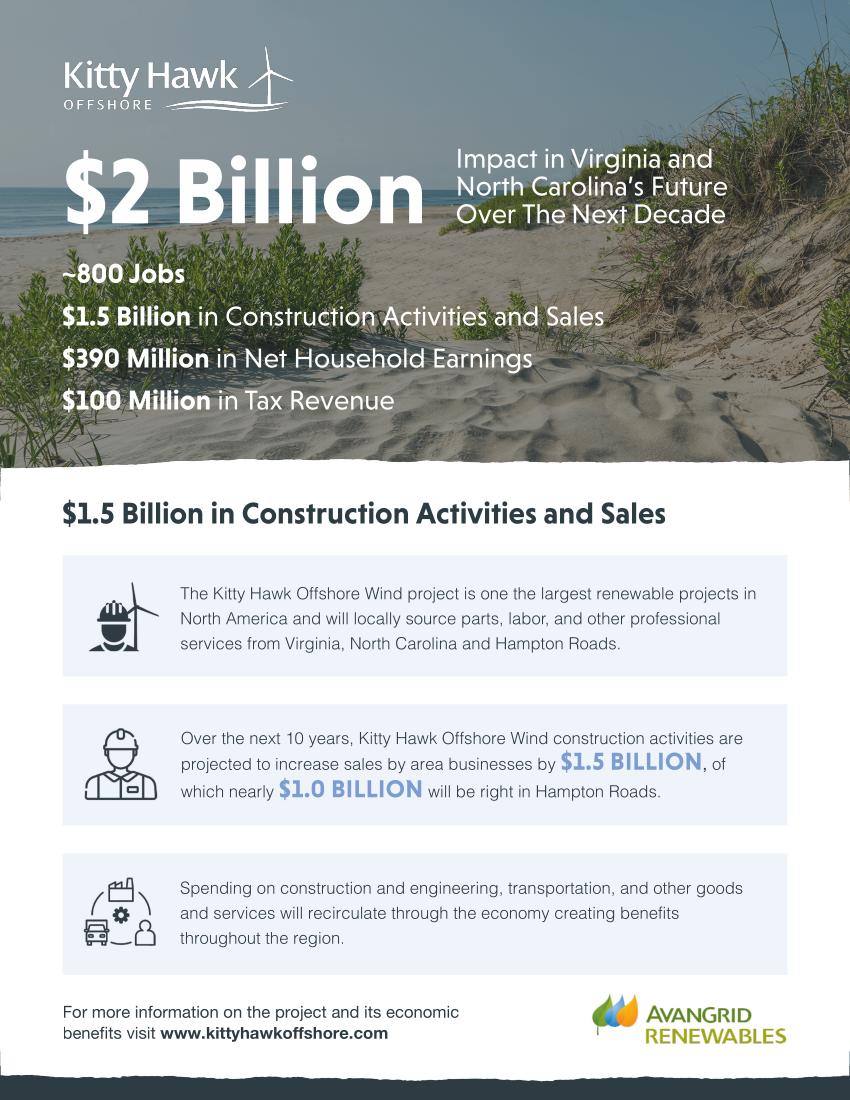 Kitty Hawk
OFFSHORE
$2 Billion
Impact in Virginia and
North Carolina's Future
Over The Next Decade
~800 Jobs
$1.5 Billion in Construction Activities and Sales
$390 Million in Net Household Earnings
$100 Million in Tax Revenue
$1.5 Billion in Construction Activities and Sales
The Kitty Hawk Offshore Wind project is one the largest renewable projects in
North America and will locally source parts, labor, and other professional
services from Virginia, North Carolina and Hampton Roads.
Over the next 10 years, Kitty Hawk Offshore Wind construction activities are
projected to increase sales by area businesses by $1.5 BILLION, of
which nearly $1.0 BILLION will be right in Hampton Roads.
Spending on construction and engineering, transportation, and other goods
and services will recirculate through the economy creating benefits
throughout the region.
For more information on the project and its economic
benefits visit www.kittyhawkoffshore.com
AVANGRID
RENEWABLES